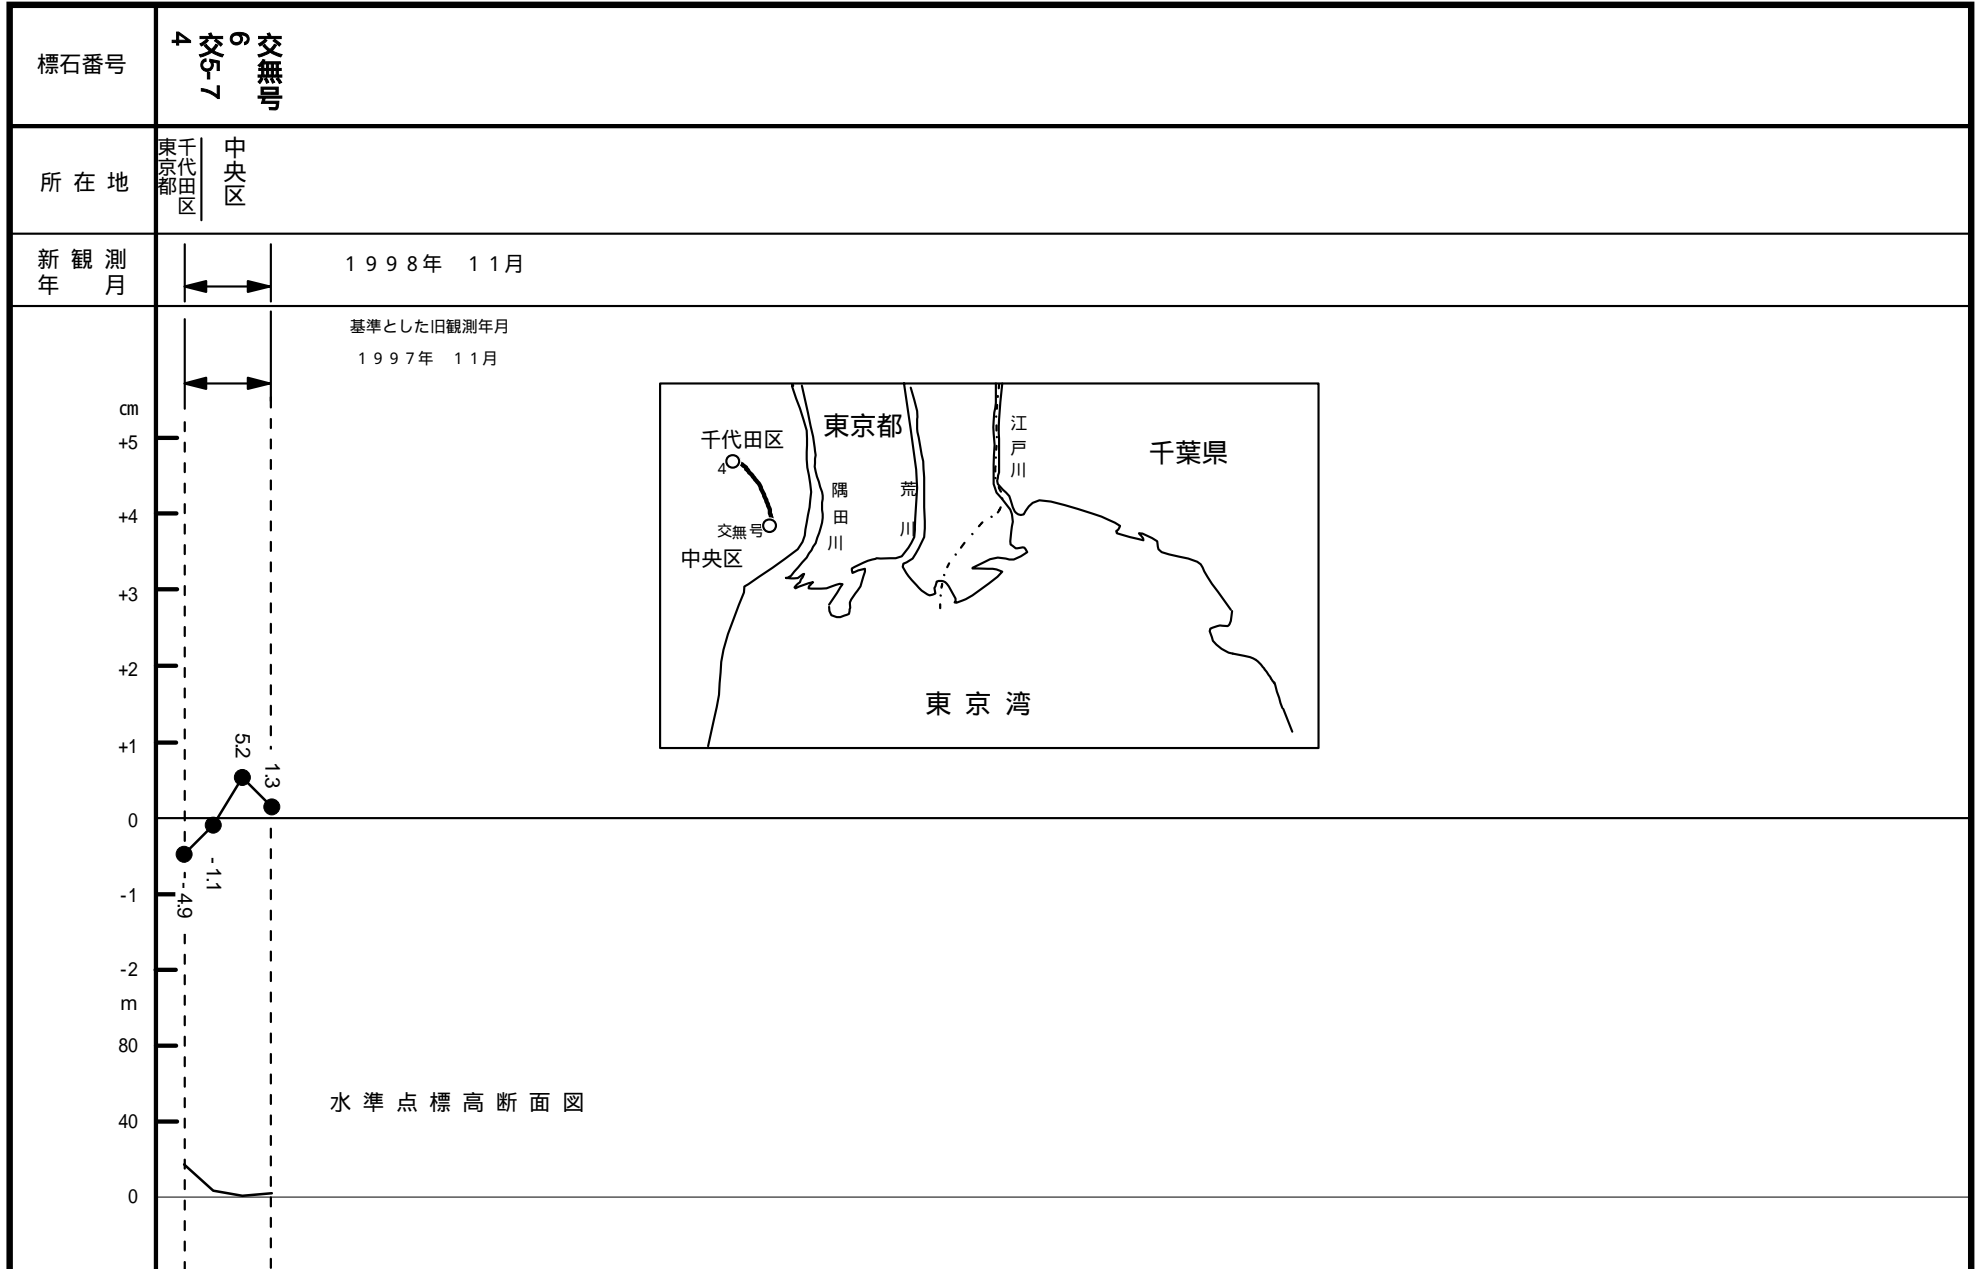 標石番号
4
交5-7
6
交無号
所在地
東京都
千代田区
中央区
新観測
年 月
1998年 11月
基準とした旧観測年月
1997年 11月
cm
+5
+4
+3
+2
+1
0
-1
-2
-4.9
-1.1
5.2
1.3
m
80
40
0
水準点標高断面図
千代田区
4
交無号
中央区
東京都
隅田川
荒川
江戸川
千葉県
東京湾